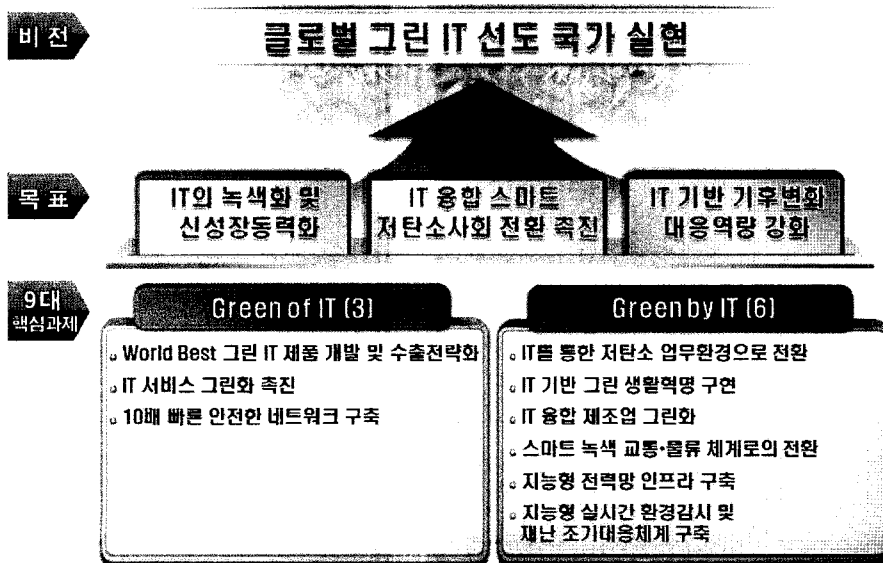 비전
글로벌 그린 IT 선도 국가 실현
목표
IT의 녹색화 및
신성장동력화
IT 융합 스마트
저탄소사회 전환 촉진
IT 기반 기후변화
대응역량 강화
9대
핵심과제
Green of IT (3)
World Best 그린 IT 제품 개발 및 수출전략화
IT 서비스 그린화 촉진
10배 빠른 안전한 네트워크 구축
Green by IT (6)
IT를 통한 저탄소 업무환경으로 전환
IT 기반 그린 생활혁명 구현
IT 융합 제조업 그린화
스마트 녹색 교통·물류 체계로의 전환
지능형 전력망 인프라 구축
지능형 실시간 환경감시 및
재난 조기대응체계 구축